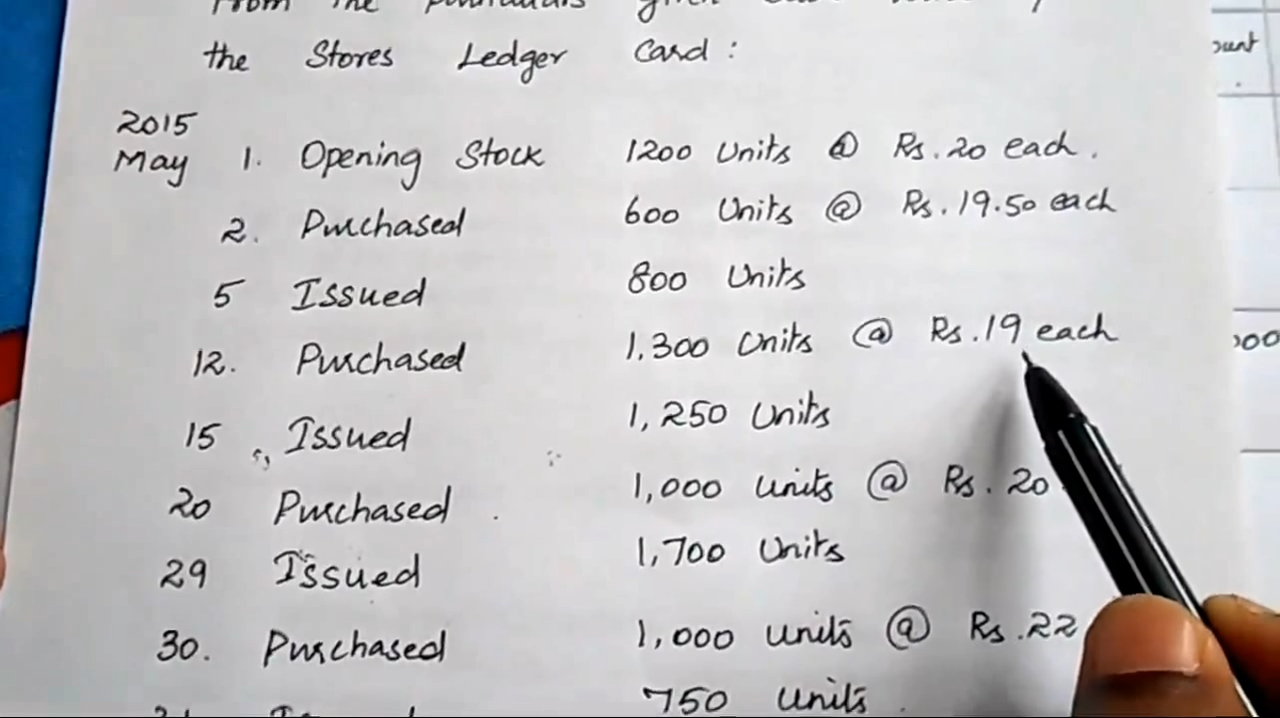 the Stores Ledger Card :
2015
May 1. Opening Stock 1200 Units @ Rs. 20 each.
2. Purchased 600 Units @ Rs. 19.50 each
5 Issued 800 Units
12. Purchased 1,300 Units @ Rs. 19 each
15 Issued 1,250 Units
20 Purchased 1,000 units @ Rs. 20
29 Issued 1,700 Units
30. Purchased 1,000 units @ Rs. 22
750 Units